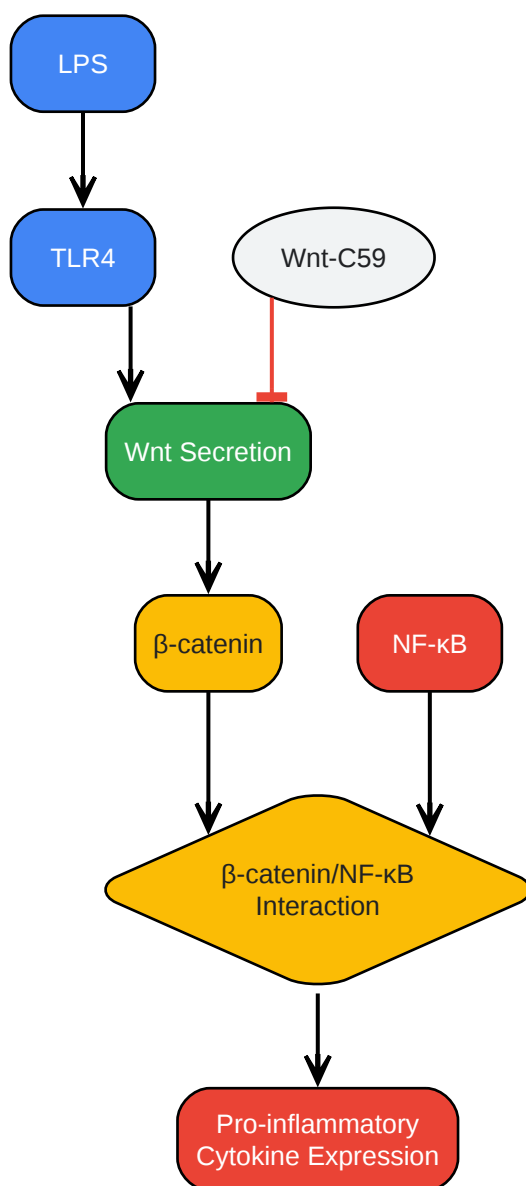 LPS
TLR4
Wnt-C59
Wnt Secretion
β-catenin
NF-κB
β-catenin/NF-κB
Interaction
Pro-inflammatory
Cytokine Expression